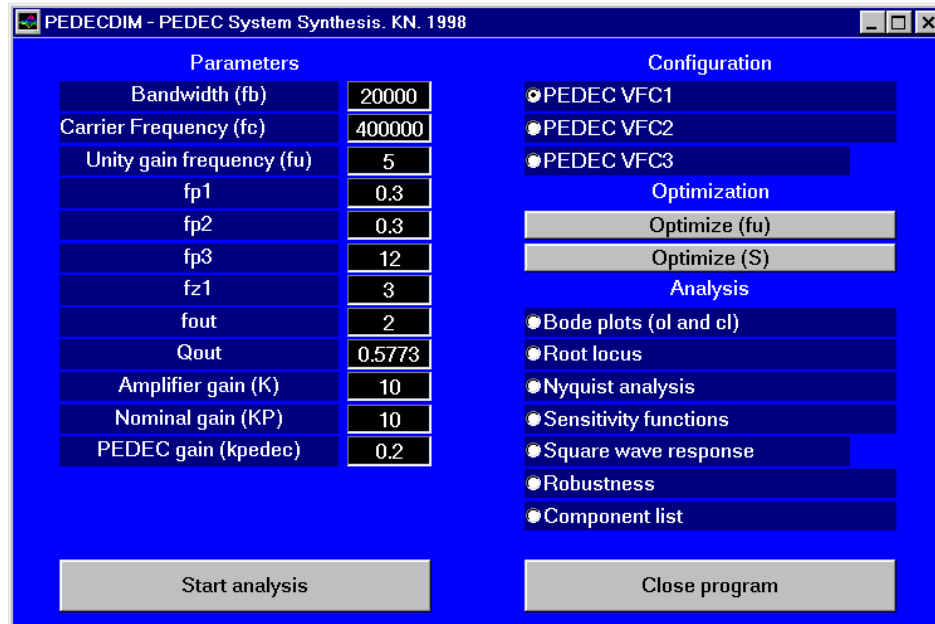 PEDECDIM - PEDEC System Synthesis. KN. 1998
Parameters
Bandwidth (fb) 20000
Carrier Frequency (fc) 400000
Unity gain frequency (fu) 5
fp1 0.3
fp2 0.3
fp3 12
fz1 3
fout 2
Qout 0.5773
Amplifier gain (K) 10
Nominal gain (KP) 10
PEDEC gain (kpedec) 0.2
Start analysis
Configuration
PEDEC VFC1
PEDEC VFC2
PEDEC VFC3
Optimization
Optimize (fu)
Optimize (S)
Analysis
Bode plots (ol and cl)
Root locus
Nyquist analysis
Sensitivity functions
Square wave response
Robustness
Component list
Close program